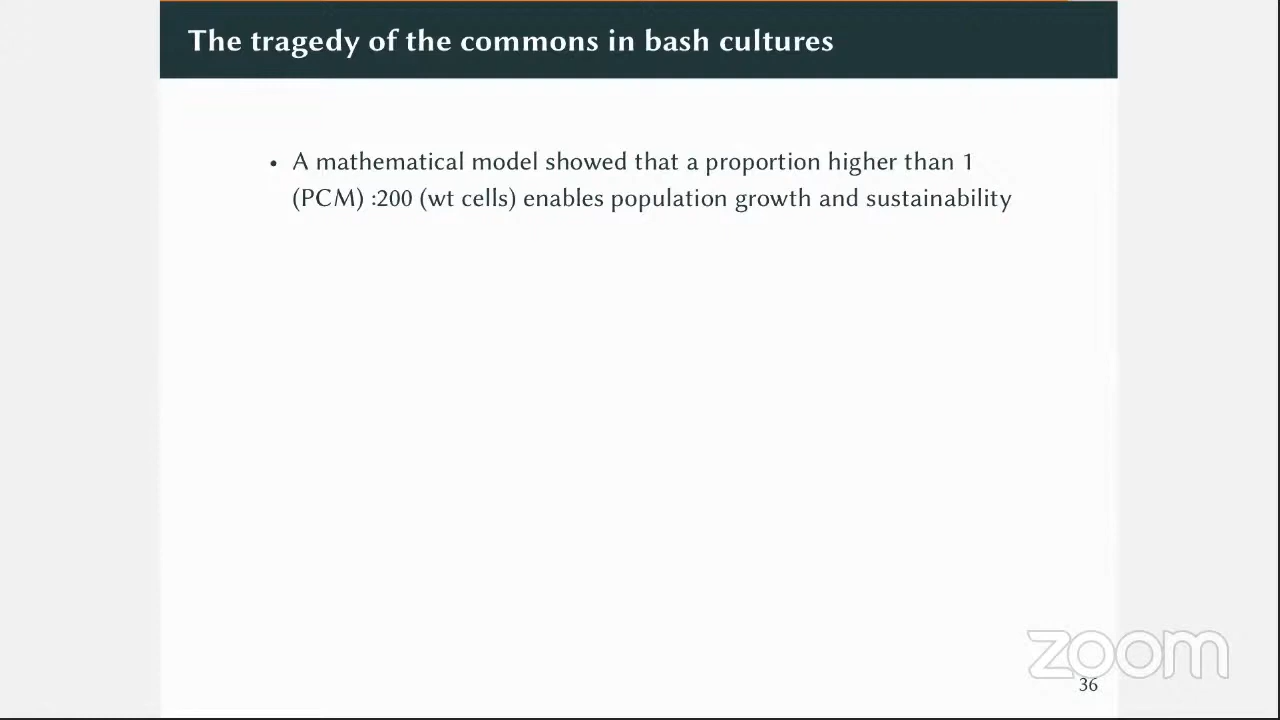 The tragedy of the commons in bash cultures
• A mathematical model showed that a proportion higher than 1
(PCM) :200 (wt cells) enables population growth and sustainability
zoom
36